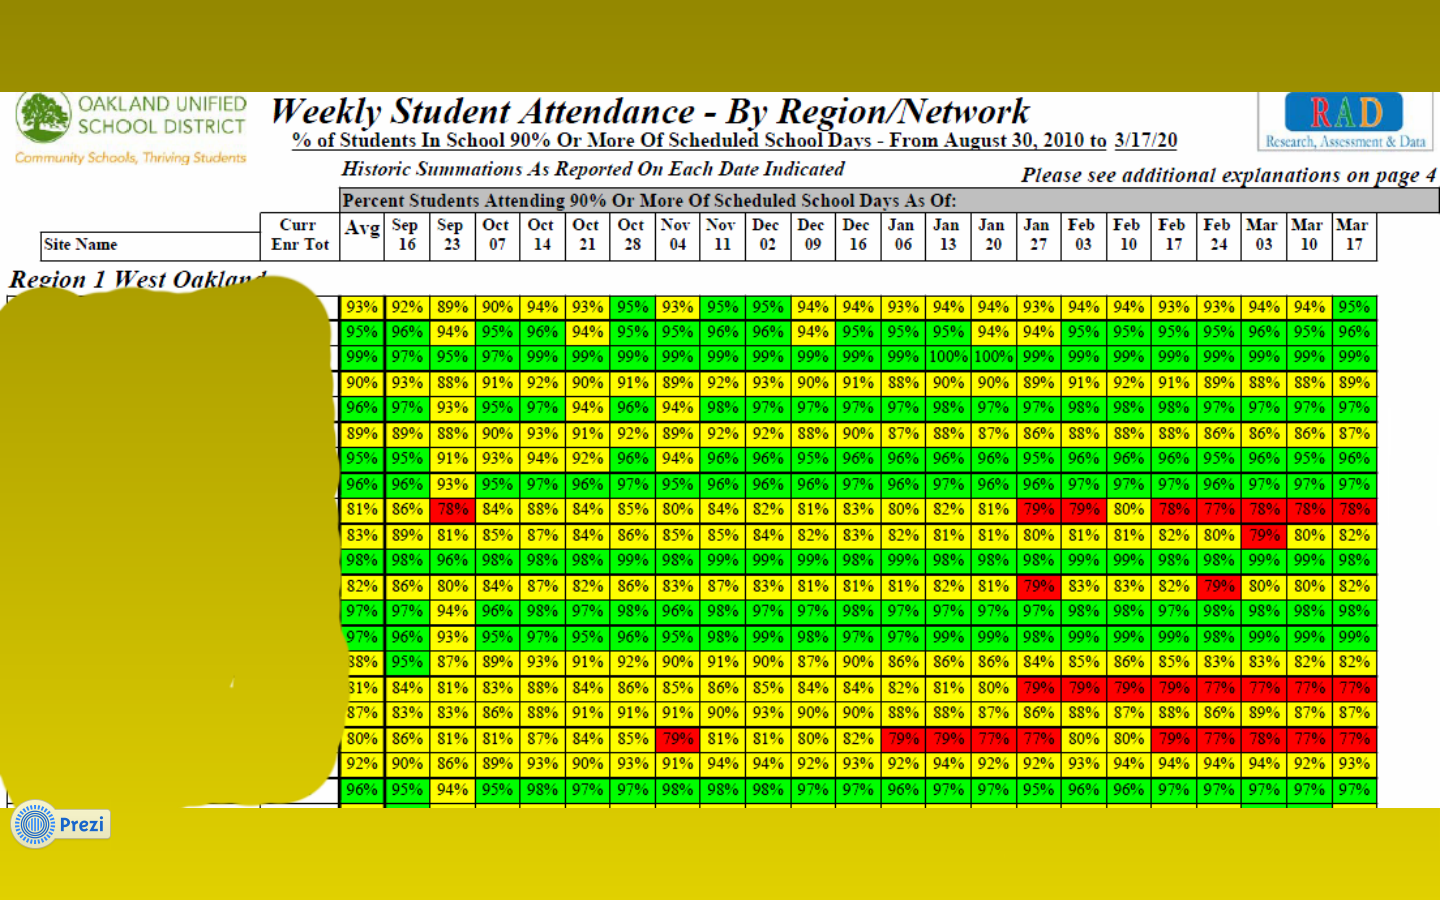 OAKLAND UNIFIED
SCHOOL DISTRICT
Community Schools, Thriving Students
Weekly Student Attendance - By Region/Network
% of Students In School 90% Or More Of Scheduled School Days - From August 30, 2010 to 3/17/20
Historic Summations As Reported On Each Date Indicated
RAD
Research, Assessment & Data
Please see additional explanations on page 4
Percent Students Attending 90% Or More Of Scheduled School Days As Of:
Site Name Curr Enr Tot Avg Sep 16 Sep 23 Oct 07 Oct 14 Oct 21 Oct 28 Nov 04 Nov 11 Dec 02 Dec 09 Dec 16 Jan 06 Jan 13 Jan 20 Jan 27 Feb 03 Feb 10 Feb 17 Feb 24 Mar 03 Mar 10 Mar 17
Region 1 West Oakland
93% 92% 89% 90% 94% 93% 95% 93% 95% 95% 94% 94% 93% 94% 94% 93% 94% 94% 93% 93% 94% 94% 95%
95% 96% 94% 95% 96% 94% 95% 95% 96% 96% 94% 95% 95% 95% 94% 94% 95% 95% 95% 95% 96% 95% 96%
99% 97% 95% 97% 99% 99% 99% 99% 99% 99% 99% 99% 99% 100% 100% 99% 99% 99% 99% 99% 99% 99% 99%
90% 93% 88% 91% 92% 90% 91% 89% 92% 93% 90% 91% 88% 90% 90% 89% 91% 92% 91% 89% 88% 88% 89%
96% 97% 93% 95% 97% 94% 96% 94% 98% 97% 97% 97% 97% 98% 97% 97% 98% 98% 98% 97% 97% 97% 97%
89% 89% 88% 90% 93% 91% 92% 89% 92% 92% 88% 90% 87% 88% 87% 86% 88% 88% 88% 86% 86% 86% 87%
95% 95% 91% 93% 94% 92% 96% 94% 96% 96% 95% 96% 96% 96% 96% 95% 96% 96% 96% 95% 96% 95% 96%
96% 96% 93% 95% 97% 96% 97% 95% 96% 96% 96% 97% 96% 97% 96% 96% 97% 97% 97% 96% 97% 97% 97%
81% 86% 78% 84% 88% 84% 85% 80% 84% 82% 81% 83% 80% 82% 81% 79% 79% 80% 78% 77% 78% 78% 78%
83% 89% 81% 85% 87% 84% 86% 85% 85% 84% 82% 83% 82% 81% 81% 80% 81% 81% 82% 80% 79% 80% 82%
98% 98% 96% 98% 98% 98% 99% 98% 99% 99% 99% 98% 99% 98% 98% 98% 99% 99% 98% 98% 99% 99% 98%
82% 86% 80% 84% 87% 82% 86% 83% 87% 83% 81% 81% 81% 82% 81% 79% 83% 83% 82% 79% 80% 80% 82%
97% 97% 94% 96% 98% 97% 98% 96% 98% 97% 97% 98% 97% 97% 97% 97% 98% 98% 97% 98% 98% 98% 98%
97% 96% 93% 95% 97% 95% 96% 95% 98% 99% 98% 97% 97% 99% 99% 98% 99% 99% 99% 98% 99% 99% 99%
88% 95% 87% 89% 93% 91% 92% 90% 91% 90% 87% 90% 86% 86% 86% 84% 85% 86% 85% 83% 83% 82% 82%
81% 84% 81% 83% 88% 84% 86% 85% 86% 85% 84% 84% 82% 81% 80% 79% 79% 79% 79% 77% 77% 77% 77%
87% 83% 83% 86% 88% 91% 91% 91% 90% 93% 90% 90% 88% 88% 87% 86% 88% 87% 88% 86% 89% 87% 87%
80% 86% 81% 81% 87% 84% 85% 79% 81% 81% 80% 82% 79% 79% 77% 77% 80% 80% 79% 77% 78% 77% 77%
92% 90% 86% 89% 93% 90% 93% 91% 94% 94% 92% 93% 92% 94% 92% 92% 93% 94% 94% 94% 94% 92% 93%
96% 95% 94% 95% 98% 97% 97% 98% 98% 98% 97% 97% 96% 97% 97% 95% 96% 96% 97% 97% 97% 97% 97%
Prezi